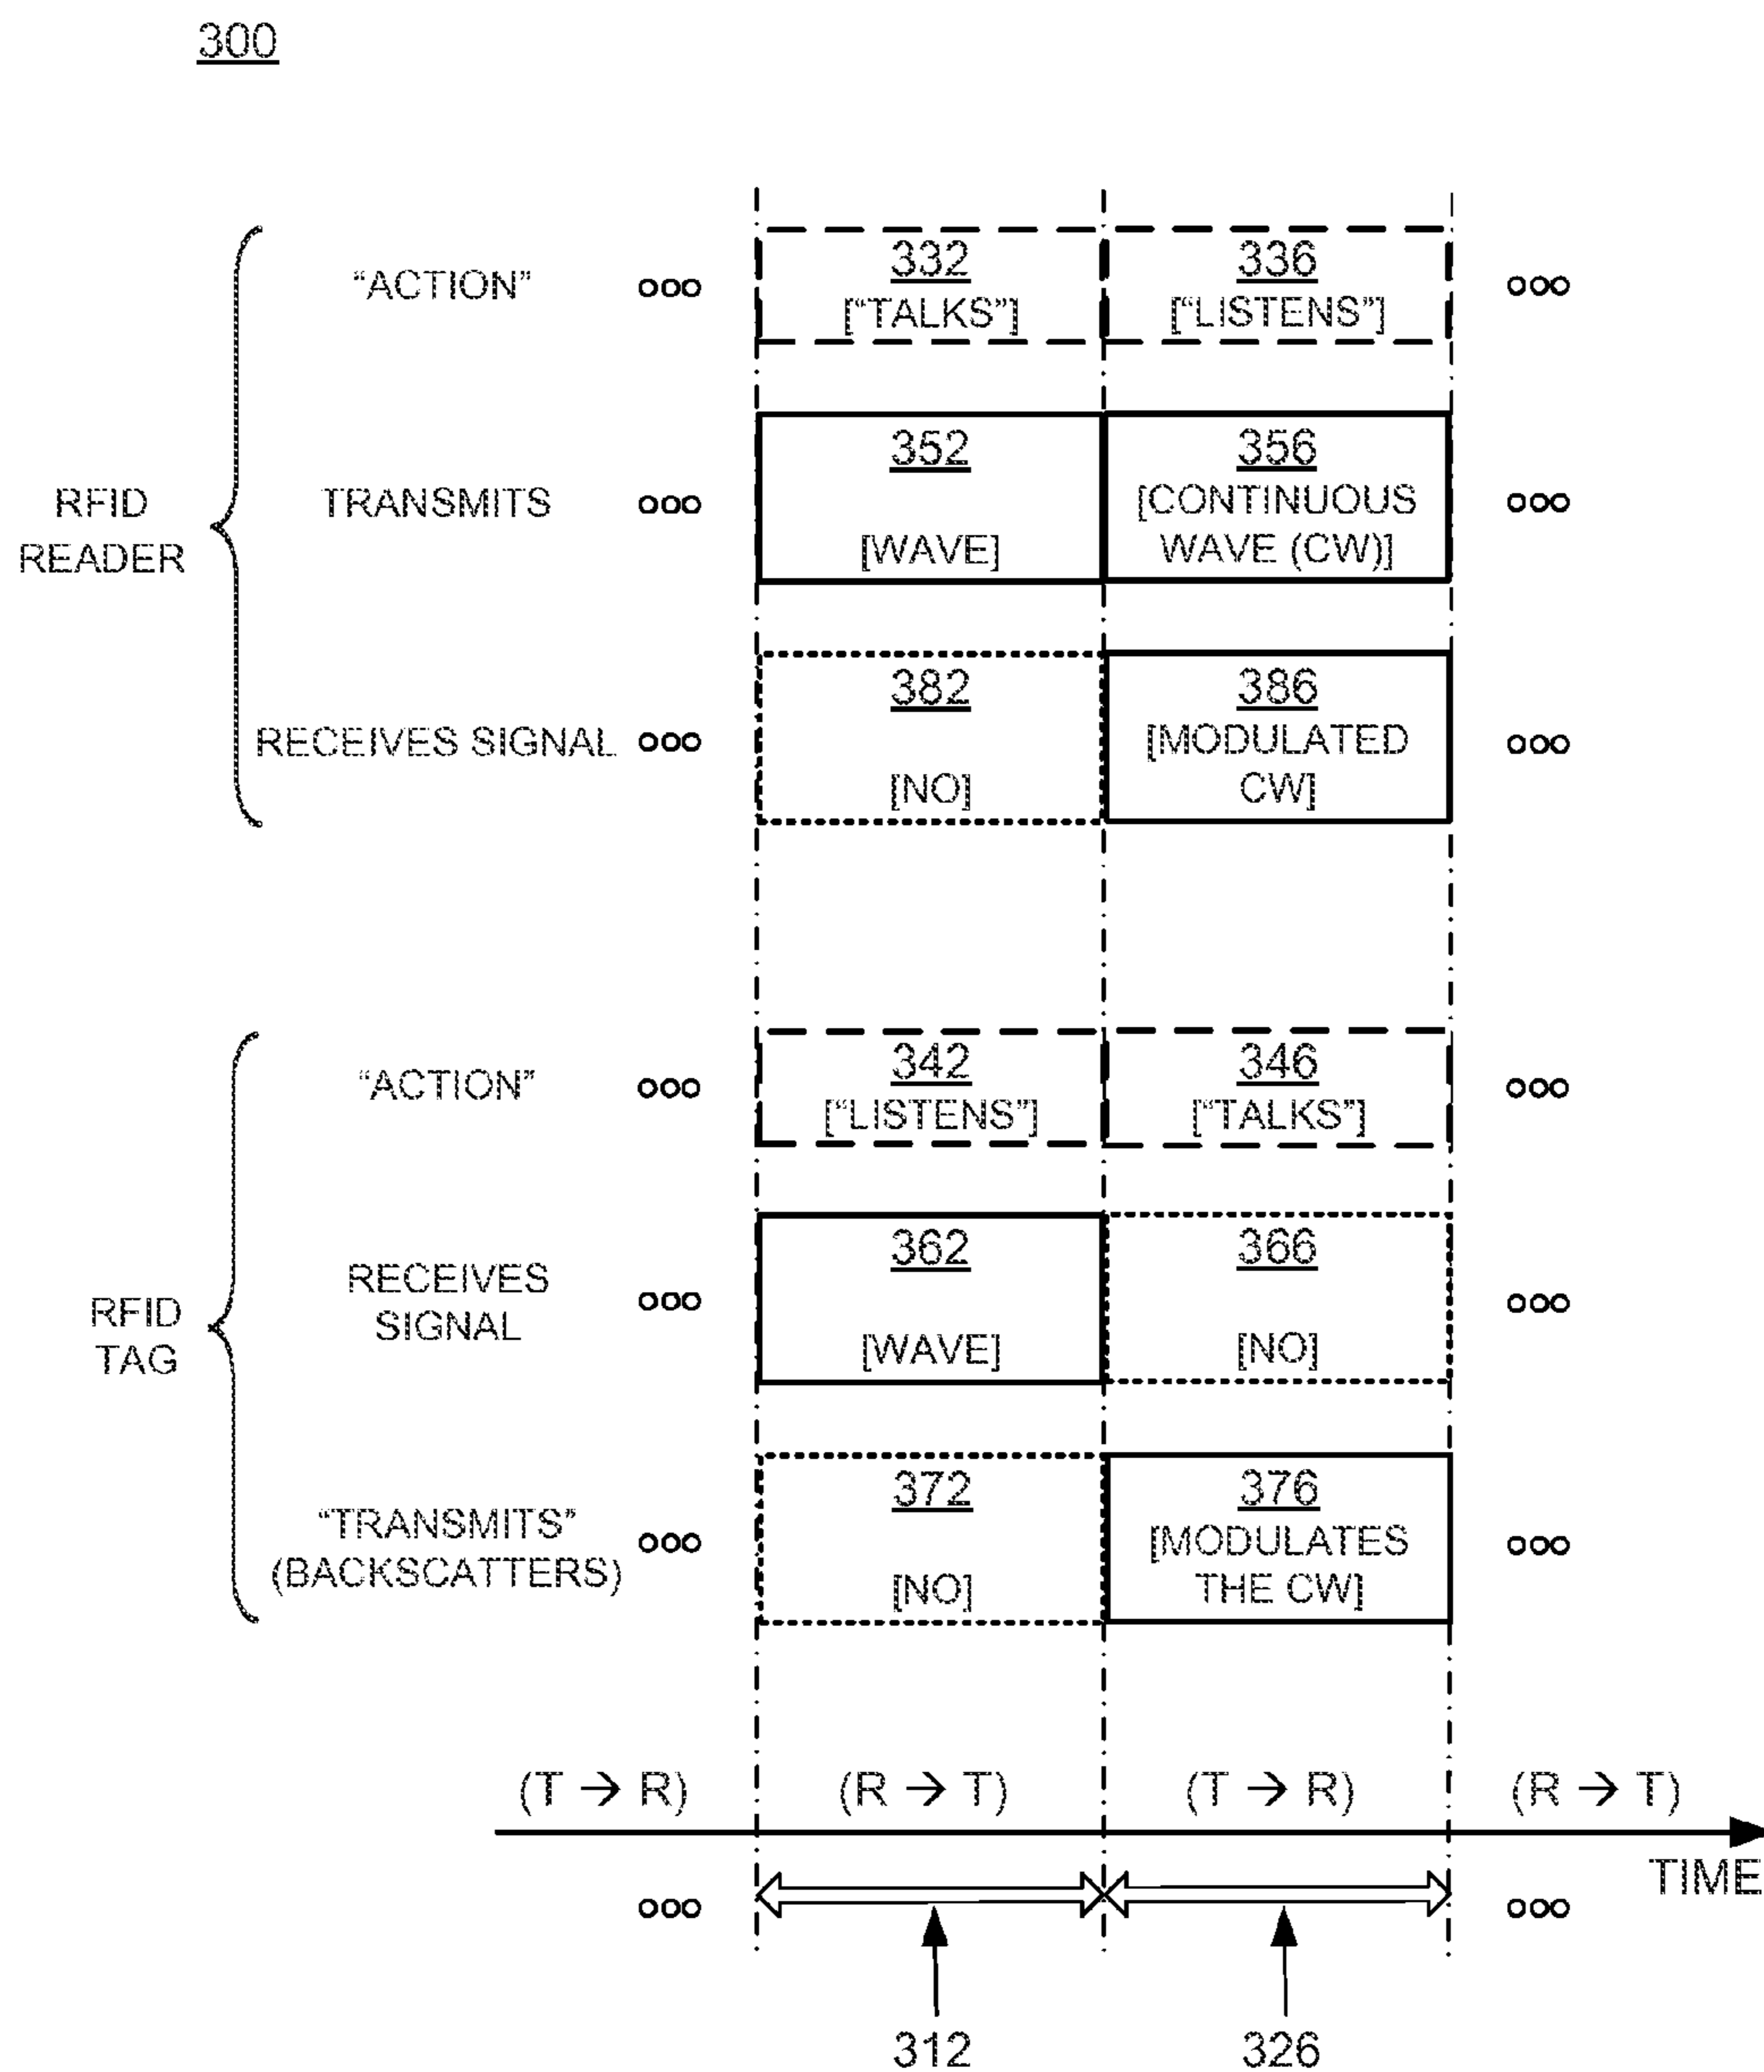 300
RFID
READER
“ACTION”
ooo
332
[“TALKS”]
336
[“LISTENS”]
ooo
TRANSMITS
ooo
352
[WAVE]
356
[CONTINUOUS
WAVE (CW)]
ooo
RECEIVES SIGNAL
ooo
382
[NO]
386
[MODULATED
CW]
ooo
RFID
TAG
“ACTION”
ooo
342
[“LISTENS”]
346
[“TALKS”]
ooo
RECEIVES
SIGNAL
ooo
362
[WAVE]
366
[NO]
ooo
“TRANSMITS”
(BACKSCATTERS)
ooo
372
[NO]
376
[MODULATES
THE CW]
ooo
(T → R)
(R → T)
(T → R)
(R → T)
TIME
ooo
ooo
312
326